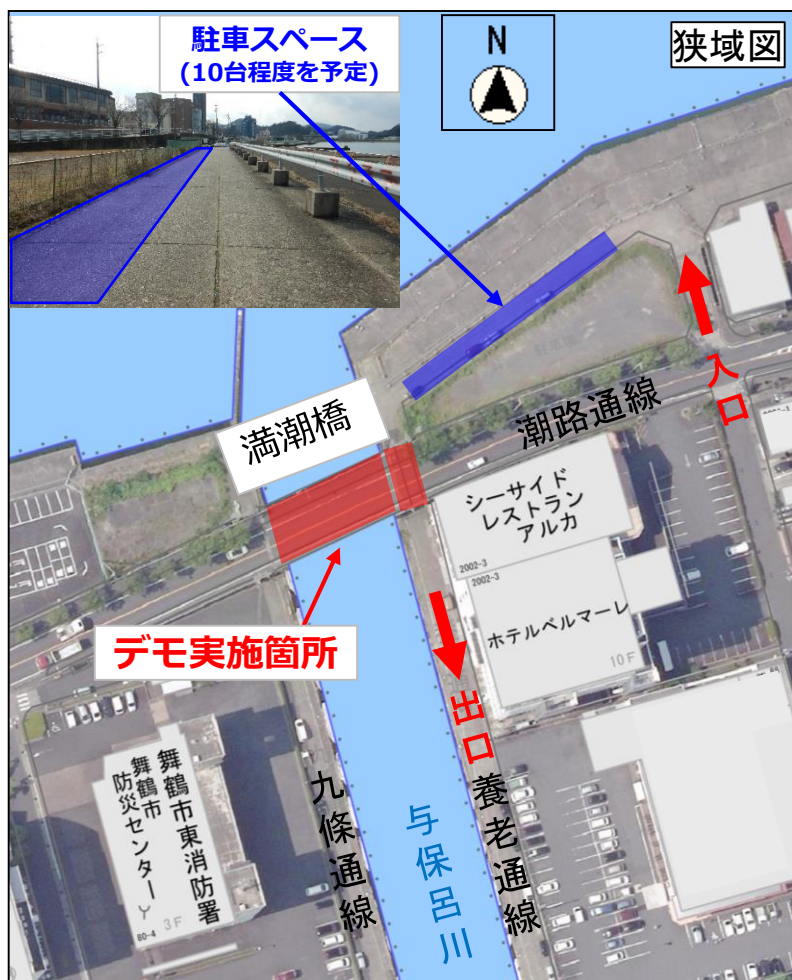 駐車スペース
(10台程度を予定)
N
狭域図
入口
潮路通線
満潮橋
シーサイド
レストラン
アルカ
2002-3
2002-3
ホテルベルマーレ
10F
デモ実施箇所
出口
養老通線
与保呂川
九條通線
舞鶴市東消防署
舞鶴市
防災センター
60-4
3F